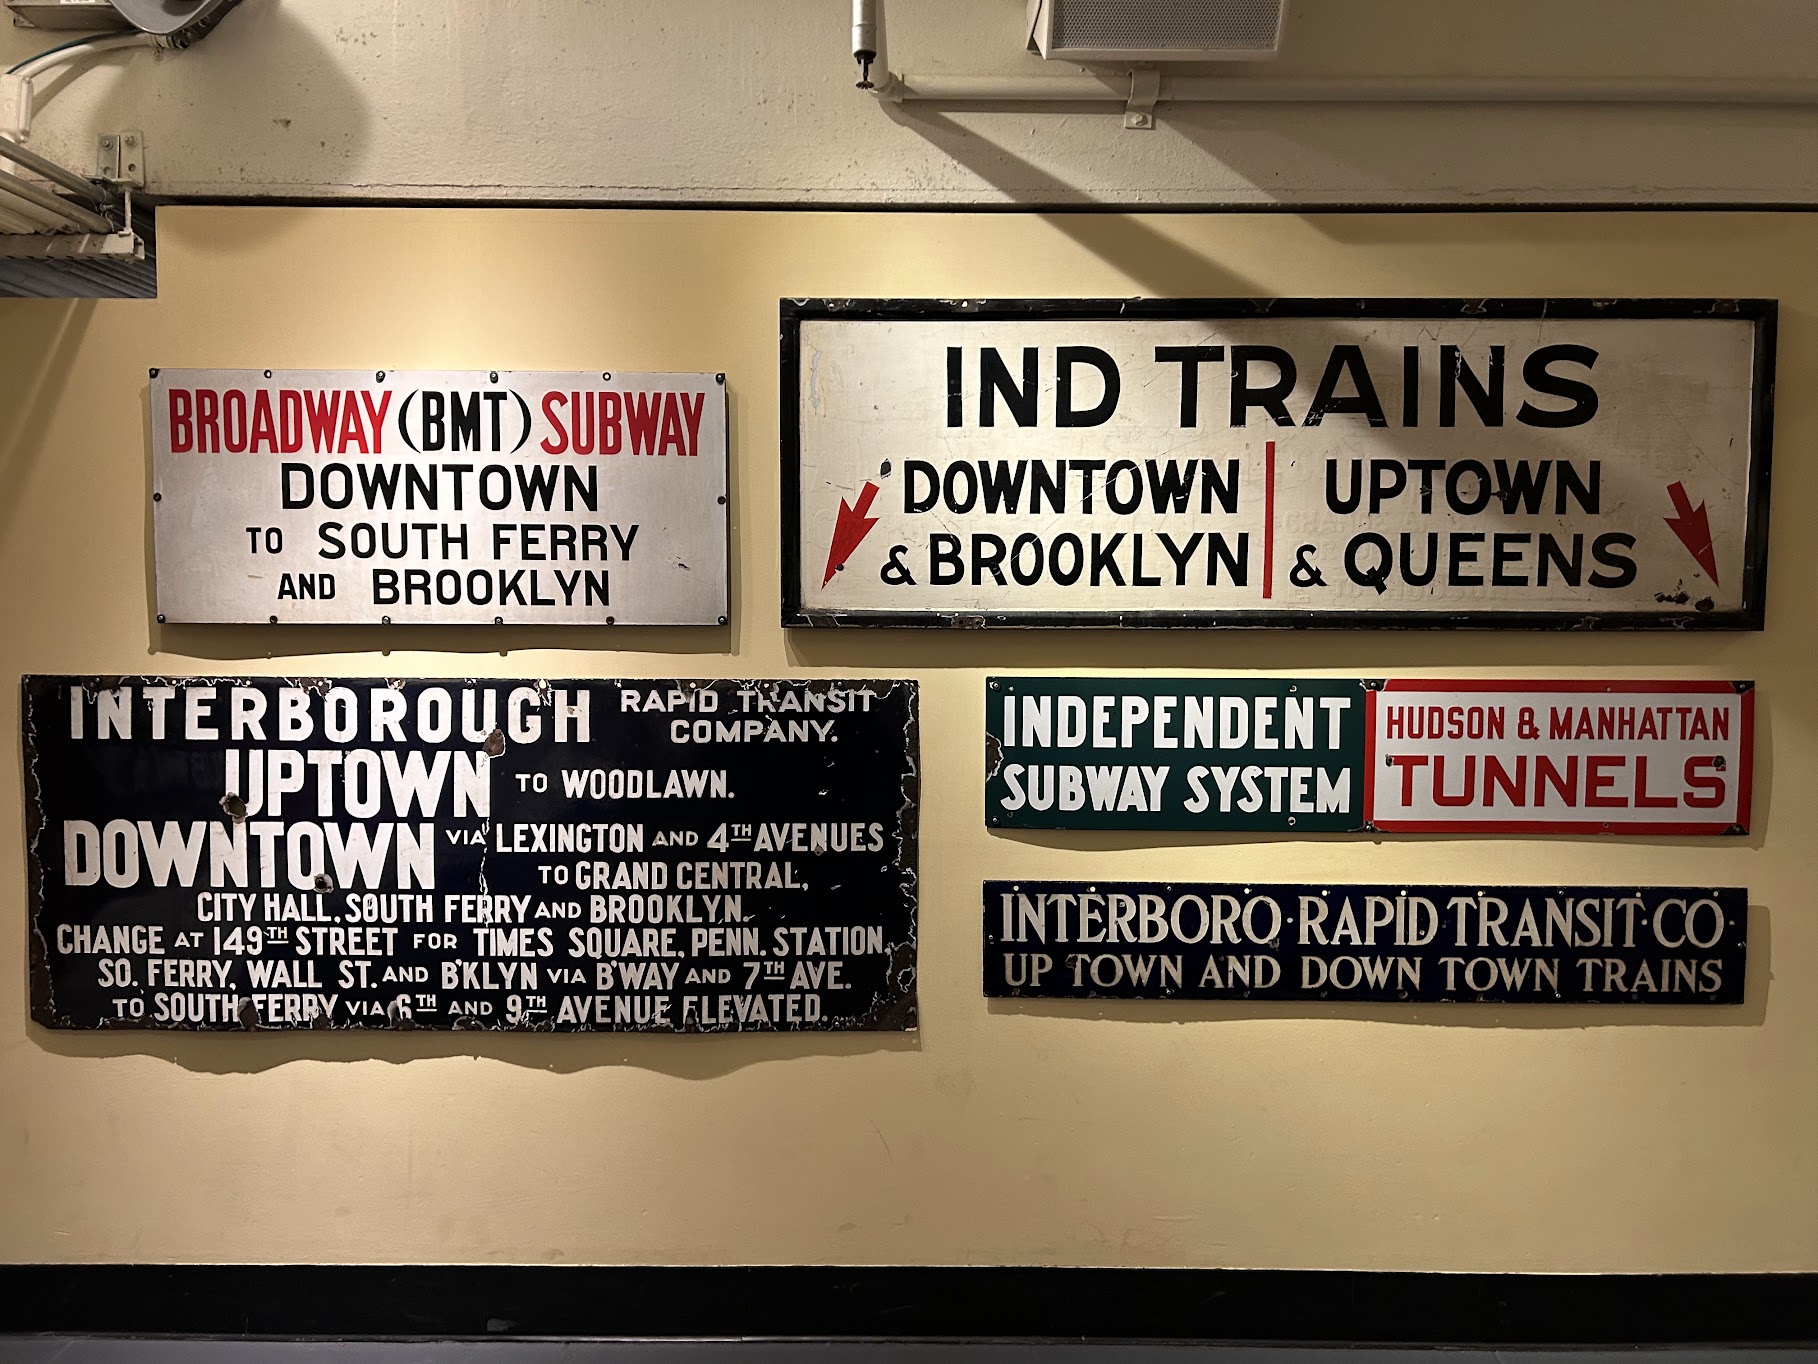 BROADWAY (BMT) SUBWAY
DOWNTOWN
TO SOUTH FERRY
AND BROOKLYN
IND TRAINS
DOWNTOWN
& BROOKLYN
UPTOWN
& QUEENS
INTERBOROUGH RAPID TRANSIT
COMPANY.
UPTOWN TO WOODLAWN.
DOWNTOWN VIA LEXINGTON AND 4TH AVENUES
TO GRAND CENTRAL,
CITY HALL, SOUTH FERRY AND BROOKLYN.
CHANGE AT 149TH STREET FOR TIMES SQUARE, PENN. STATION,
SO. FERRY, WALL ST. AND B'KLYN VIA B'WAY AND 7TH AVE.
TO SOUTH FERRY VIA 6TH AND 9TH AVENUE ELEVATED.
INDEPENDENT
SUBWAY SYSTEM
HUDSON & MANHATTAN
TUNNELS
INTERBORO·RAPID TRANSIT·CO
UP TOWN AND DOWN TOWN TRAINS